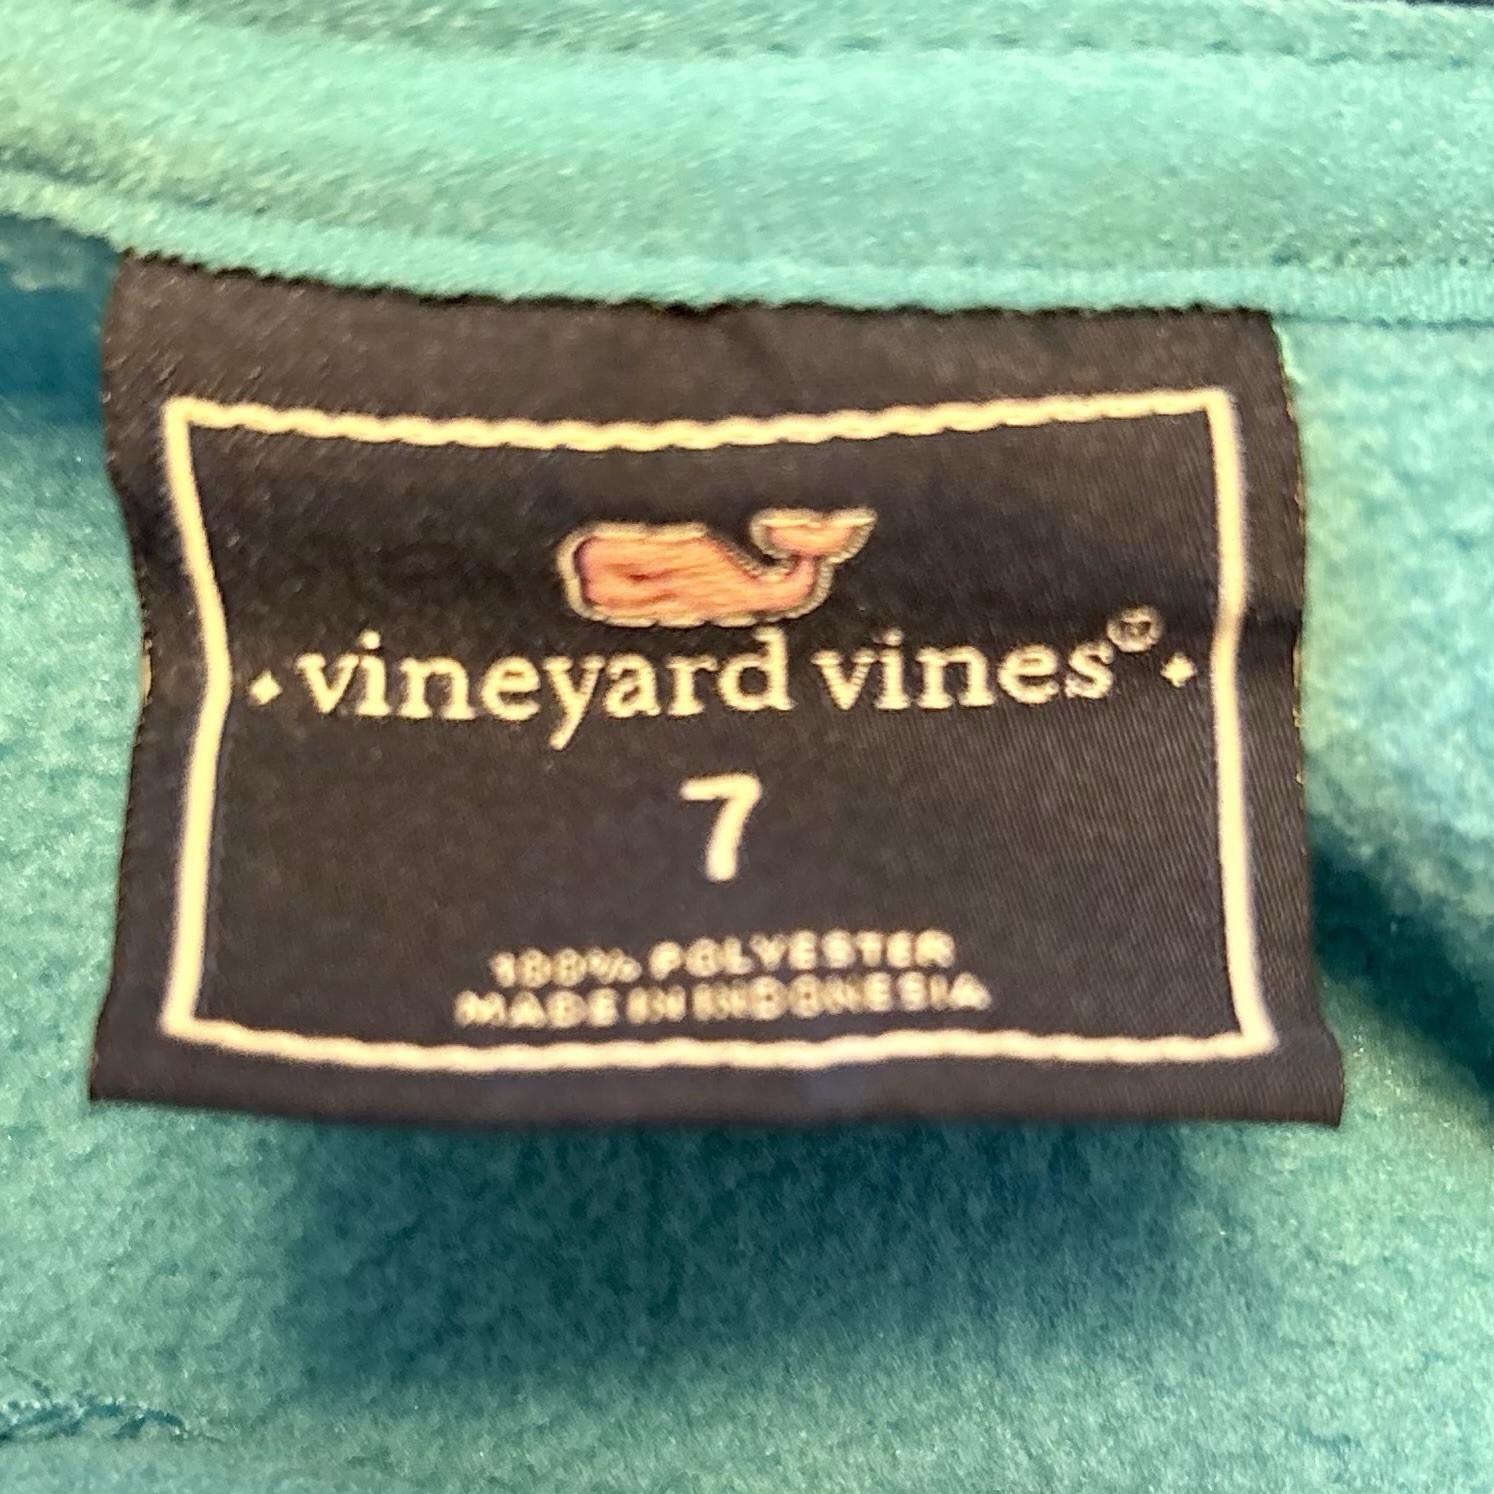 • vineyard vines® •
7
100% POLYESTER
MADE IN INDONESIA